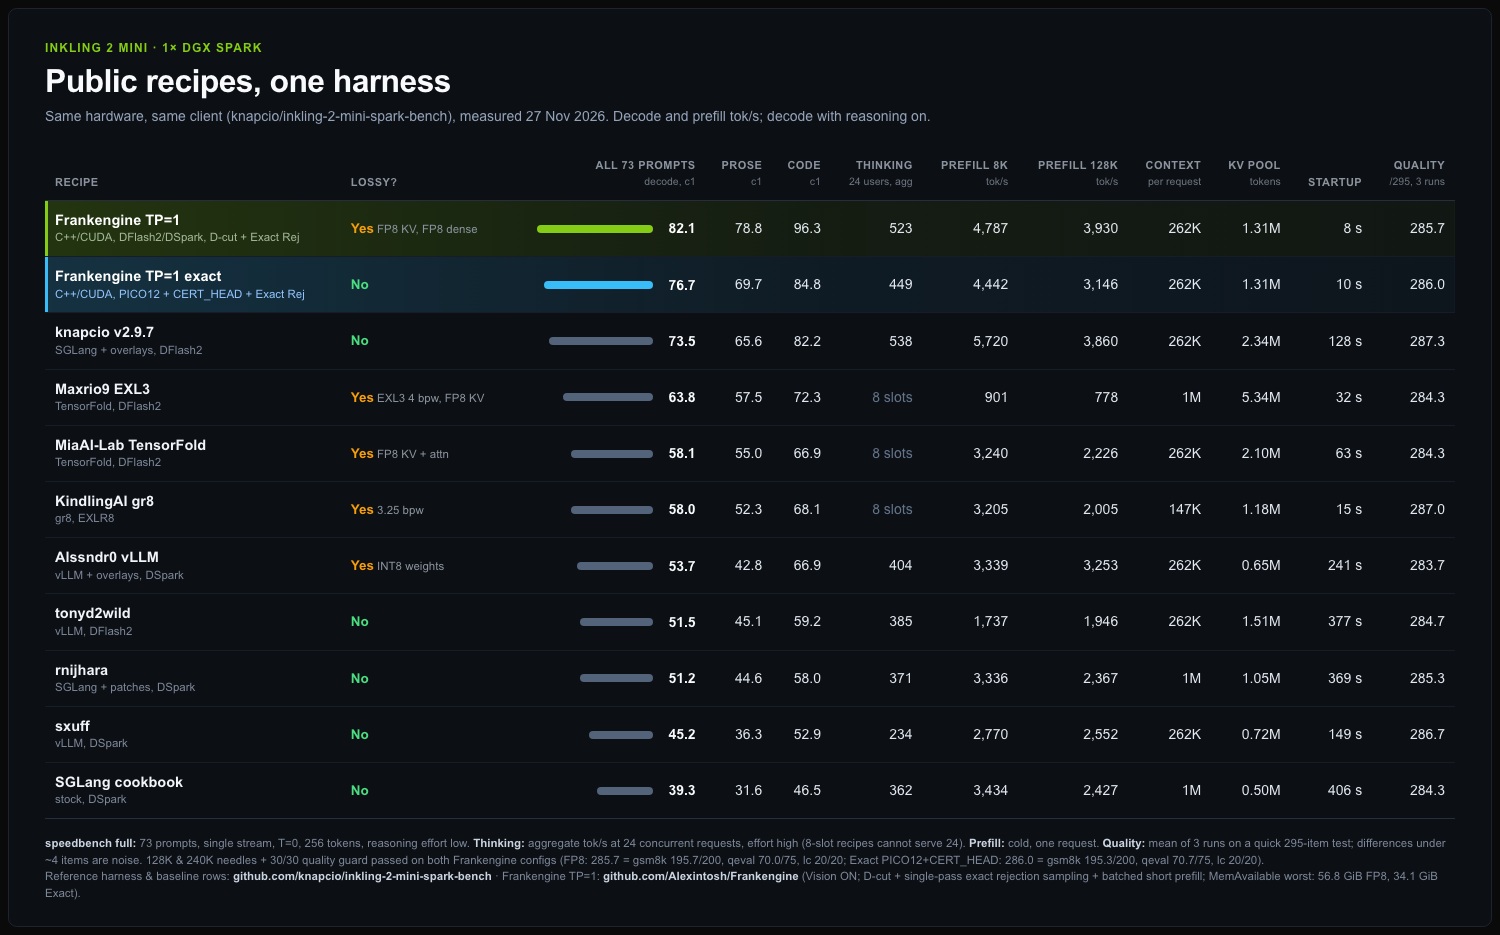 INKLING 2 MINI · 1× DGX SPARK
Public recipes, one harness
Same hardware, same client (knapcio/inkling-2-mini-spark-bench), measured 27 Nov 2026. Decode and prefill tok/s; decode with reasoning on.
RECIPE LOSSY? ALL 73 PROMPTS decode, c1 PROSE c1 CODE c1 THINKING 24 users, agg PREFILL 8K tok/s PREFILL 128K tok/s CONTEXT per request KV POOL tokens STARTUP QUALITY /295, 3 runs
Frankengine TP=1
C++/CUDA, DFlash2/DSpark, D-cut + Exact Rej
Yes FP8 KV, FP8 dense 82.1 78.8 96.3 523 4,787 3,930 262K 1.31M 8 s 285.7
Frankengine TP=1 exact
C++/CUDA, PICO12 + CERT_HEAD + Exact Rej
No 76.7 69.7 84.8 449 4,442 3,146 262K 1.31M 10 s 286.0
knapcio v2.9.7
SGLang + overlays, DFlash2
No 73.5 65.6 82.2 538 5,720 3,860 262K 2.34M 128 s 287.3
Maxrio9 EXL3
TensorFold, DFlash2
Yes EXL3 4 bpw, FP8 KV 63.8 57.5 72.3 8 slots 901 778 1M 5.34M 32 s 284.3
MiaAI-Lab TensorFold
TensorFold, DFlash2
Yes FP8 KV + attn 58.1 55.0 66.9 8 slots 3,240 2,226 262K 2.10M 63 s 284.3
KindlingAI gr8
gr8, EXLR8
Yes 3.25 bpw 58.0 52.3 68.1 8 slots 3,205 2,005 147K 1.18M 15 s 287.0
Alssndr0 vLLM
vLLM + overlays, DSpark
Yes INT8 weights 53.7 42.8 66.9 404 3,339 3,253 262K 0.65M 241 s 283.7
tonyd2wild
vLLM, DFlash2
No 51.5 45.1 59.2 385 1,737 1,946 262K 1.51M 377 s 284.7
rnijhara
SGLang + patches, DSpark
No 51.2 44.6 58.0 371 3,336 2,367 1M 1.05M 369 s 285.3
sxuff
vLLM, DSpark
No 45.2 36.3 52.9 234 2,770 2,552 262K 0.72M 149 s 286.7
SGLang cookbook
stock, DSpark
No 39.3 31.6 46.5 362 3,434 2,427 1M 0.50M 406 s 284.3
speedbench full: 73 prompts, single stream, T=0, 256 tokens, reasoning effort low. Thinking: aggregate tok/s at 24 concurrent requests, effort high (8-slot recipes cannot serve 24). Prefill: cold, one request. Quality: mean of 3 runs on a quick 295-item test; differences under
~4 items are noise. 128K & 240K needles + 30/30 quality guard passed on both Frankengine configs (FP8: 285.7 = gsm8k 195.7/200, qeval 70.0/75, lc 20/20; Exact PICO12+CERT_HEAD: 286.0 = gsm8k 195.3/200, qeval 70.7/75, lc 20/20).
Reference harness & baseline rows: github.com/knapcio/inkling-2-mini-spark-bench · Frankengine TP=1: github.com/Alexintosh/Frankengine (Vision ON; D-cut + single-pass exact rejection sampling + batched short prefill; MemAvailable worst: 56.8 GiB FP8, 34.1 GiB
Exact).